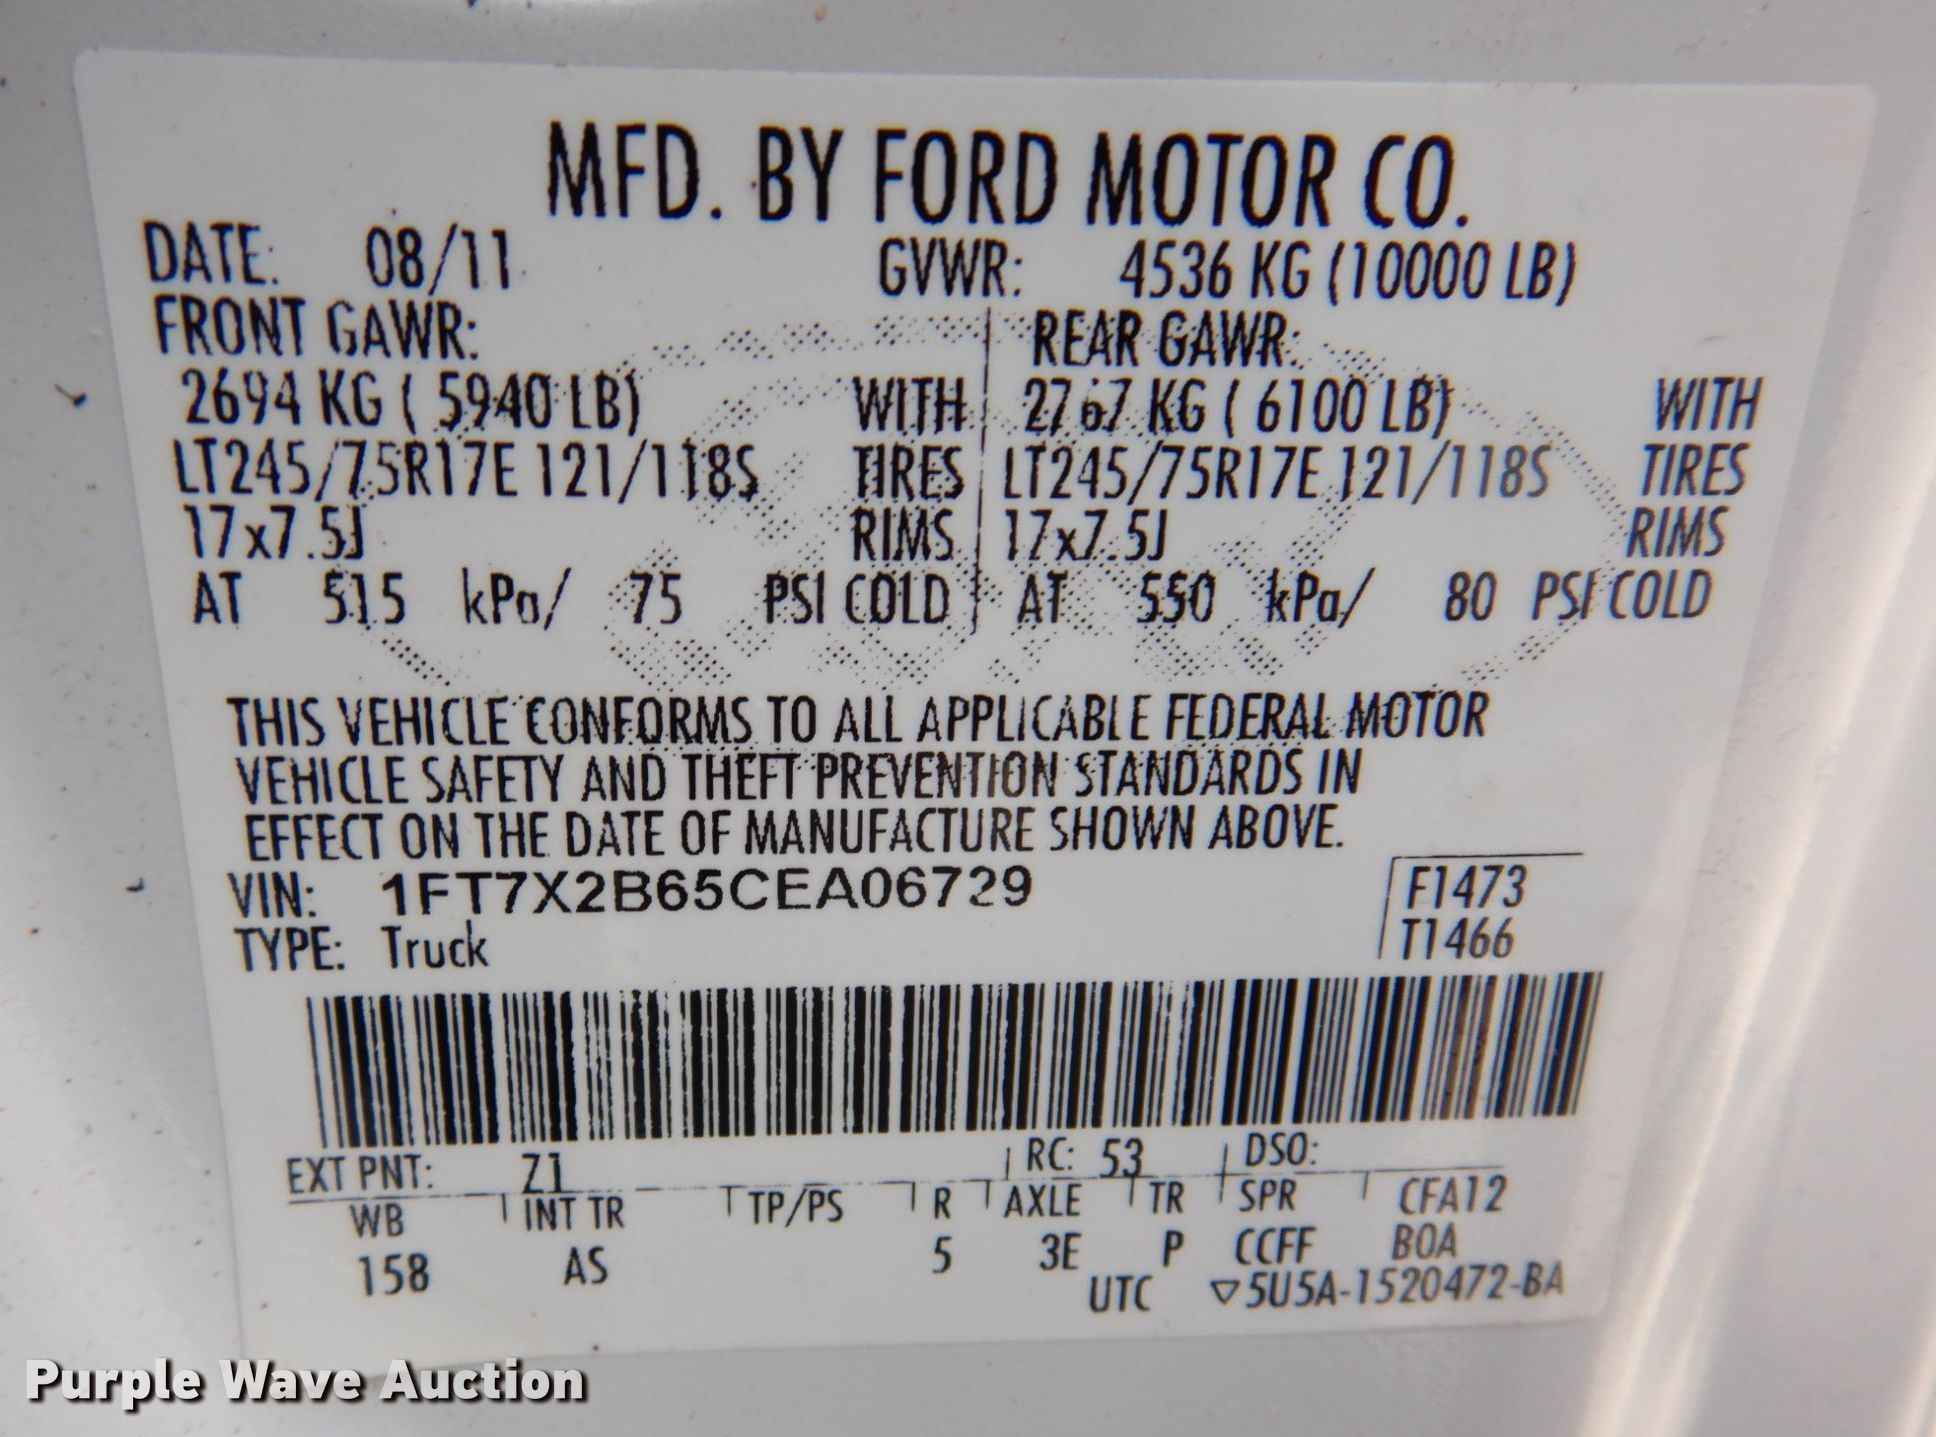 MFD. BY FORD MOTOR CO.
DATE: 08/11 GVWR: 4536 KG (10000 LB)
FRONT GAWR: REAR GAWR:
2694 KG ( 5940 LB) WITH 2767 KG ( 6100 LB) WITH
LT245/75R17E 121/118S TIRES LT245/75R17E 121/118S TIRES
17x7.5J RIMS 17x7.5J RIMS
AT 515 kPa/ 75 PSI COLD AT 550 kPa/ 80 PSI COLD
THIS VEHICLE CONFORMS TO ALL APPLICABLE FEDERAL MOTOR
VEHICLE SAFETY AND THEFT PREVENTION STANDARDS IN
EFFECT ON THE DATE OF MANUFACTURE SHOWN ABOVE.
VIN: 1FT7X2B65CEA06729 F1473
TYPE: Truck T1466
EXT PNT: Z1 RC: 53 DSO:
WB INT TR TP/PS R AXLE TR SPR CFA12
158 AS 5 3E P CCFF BOA
UTC ▽5U5A-1520472-BA
Purple Wave Auction